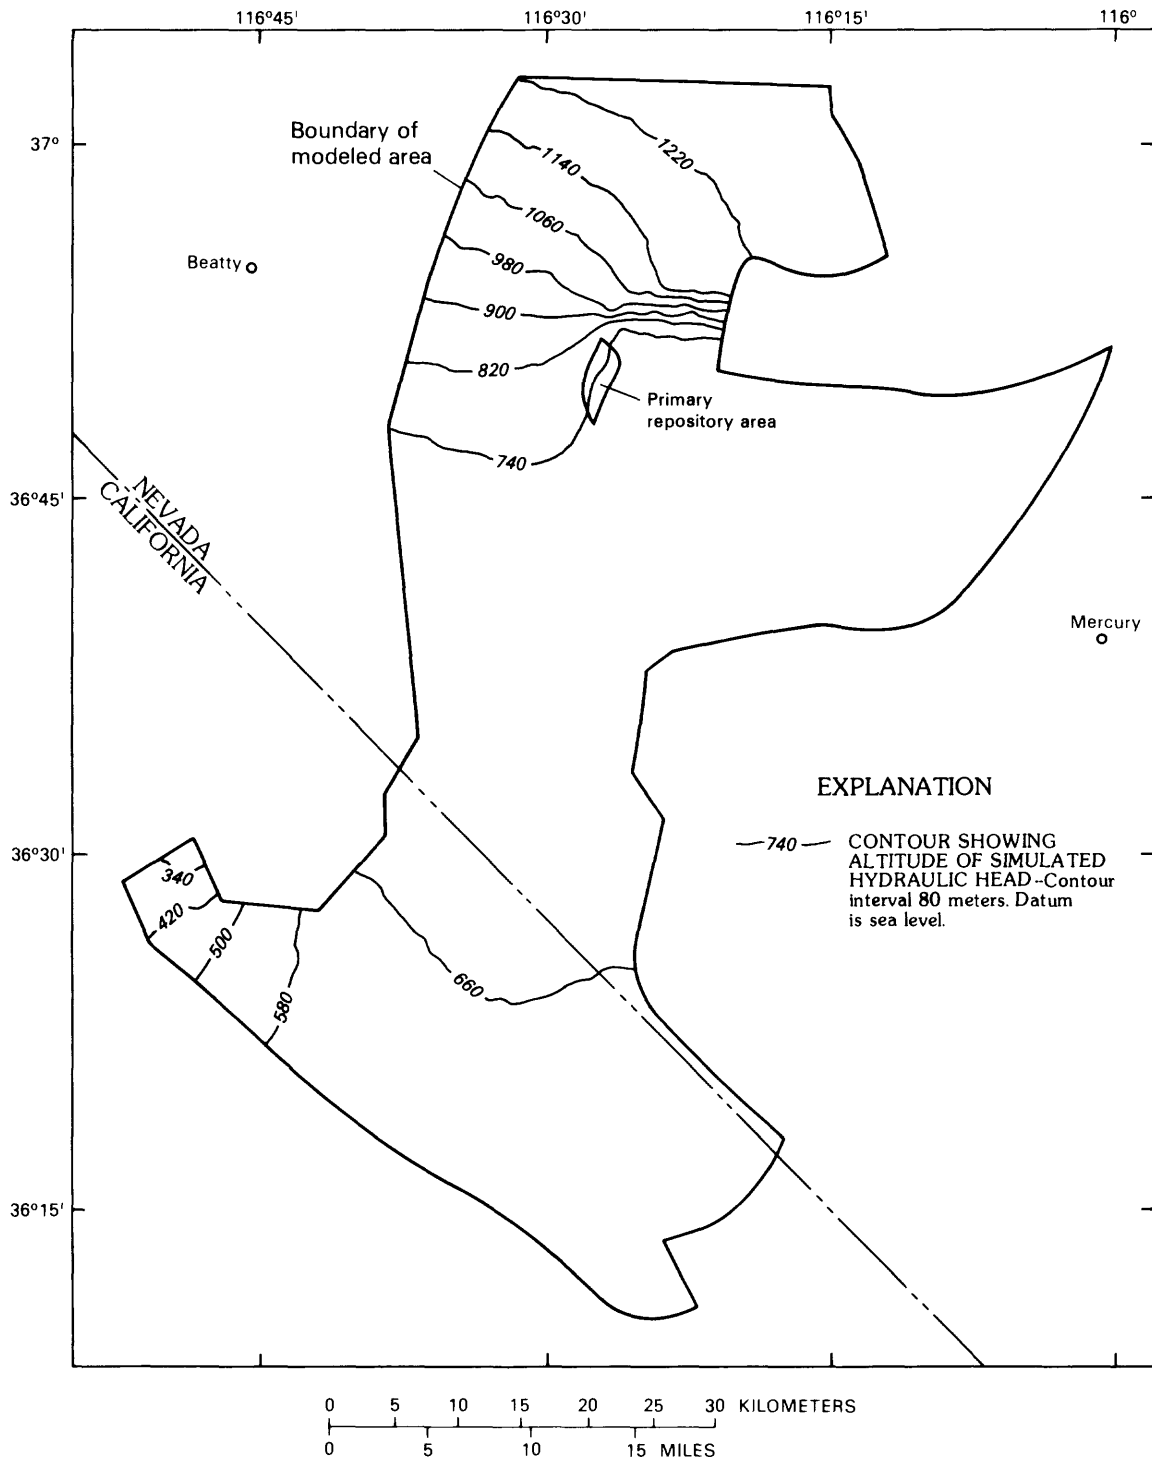 116°45'
116°30'
116°15'
116°
37°
Boundary of
modeled area
1220
1140
1060
Beatty
980
900
820
Primary
repository area
740
36°45'
NEVADA
CALIFORNIA
Mercury
EXPLANATION
740
CONTOUR SHOWING
ALTITUDE OF SIMULATED
HYDRAULIC HEAD--Contour
interval 80 meters. Datum
is sea level.
36°30'
340
420
500
580
660
36°15'
0 5 10 15 20 25 30 KILOMETERS
0 5 10 15 MILES